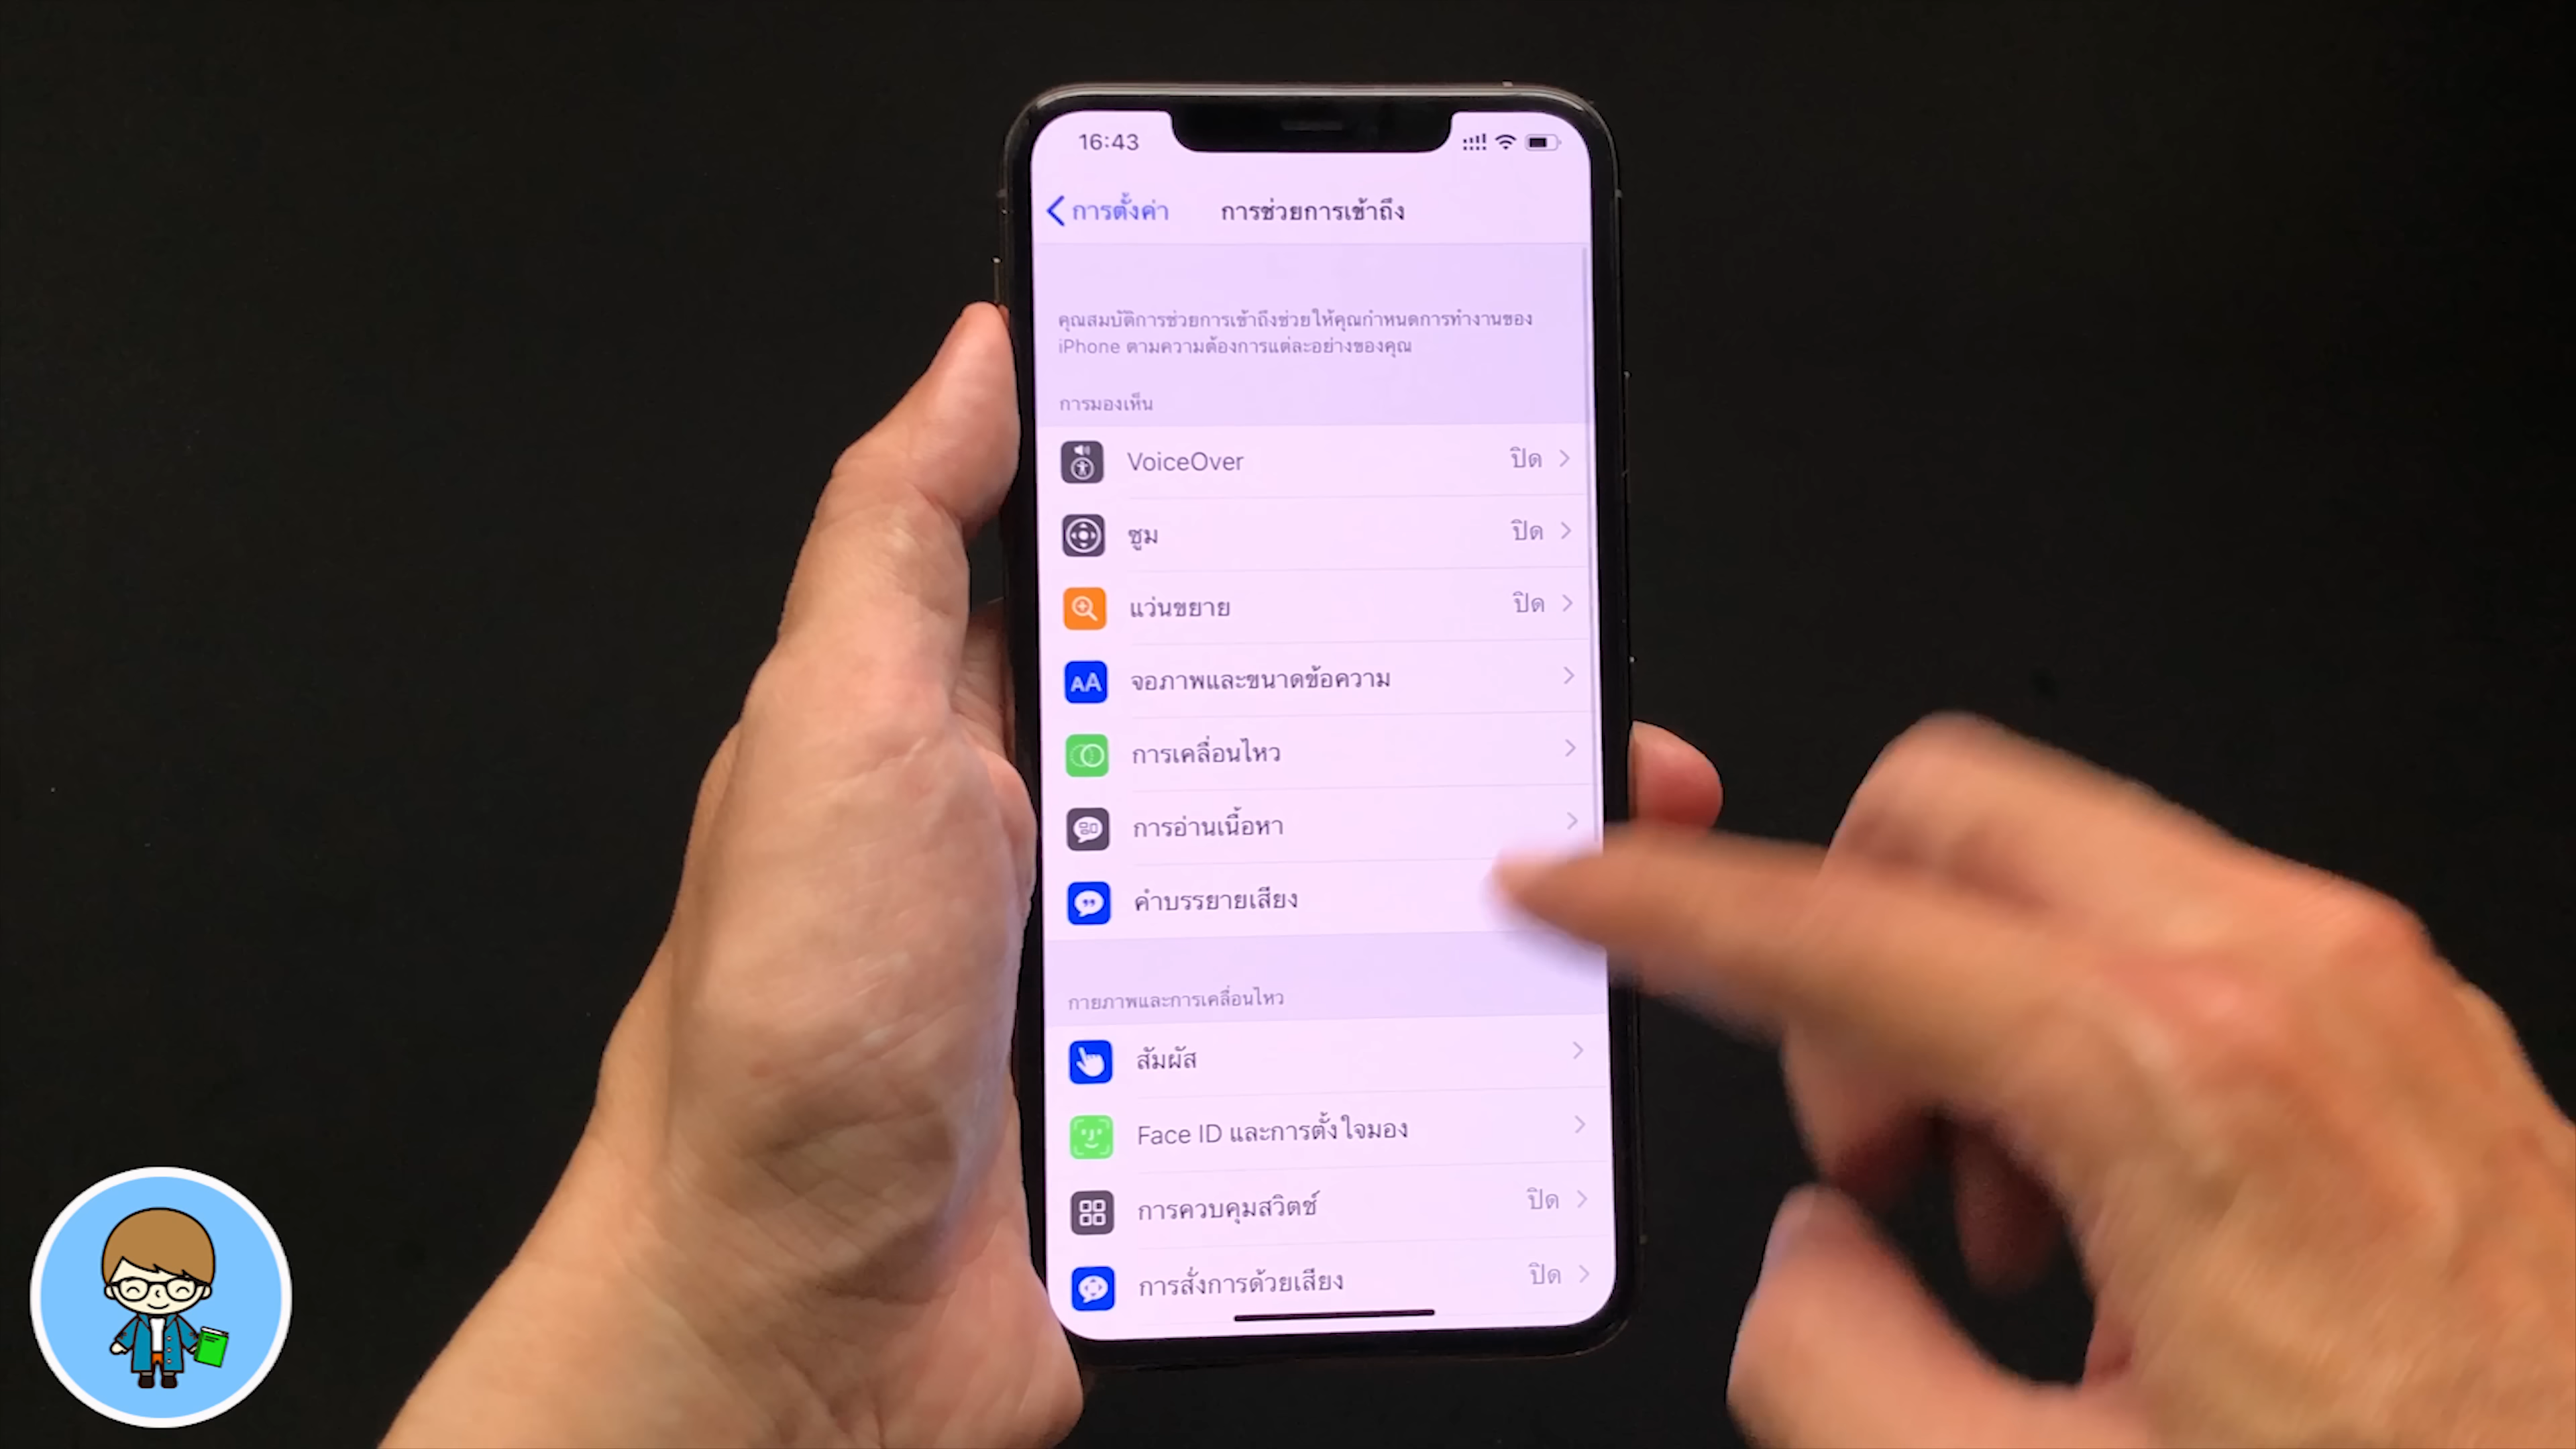 16:43
การตั้งค่า
การช่วยการเข้าถึง
คุณสมบัติการช่วยการเข้าถึงช่วยให้คุณกำหนดการทำงานของ
iPhone ตามความต้องการแต่ละอย่างของคุณ
การมองเห็น
VoiceOver ปิด
ซูม ปิด
แว่นขยาย ปิด
AA จอภาพและขนาดข้อความ
การเคลื่อนไหว
การอ่านเนื้อหา
คำบรรยายเสียง
กายภาพและการเคลื่อนไหว
สัมผัส
Face ID และการตั้งใจมอง
การควบคุมสวิตช์ ปิด
การสั่งการด้วยเสียง ปิด